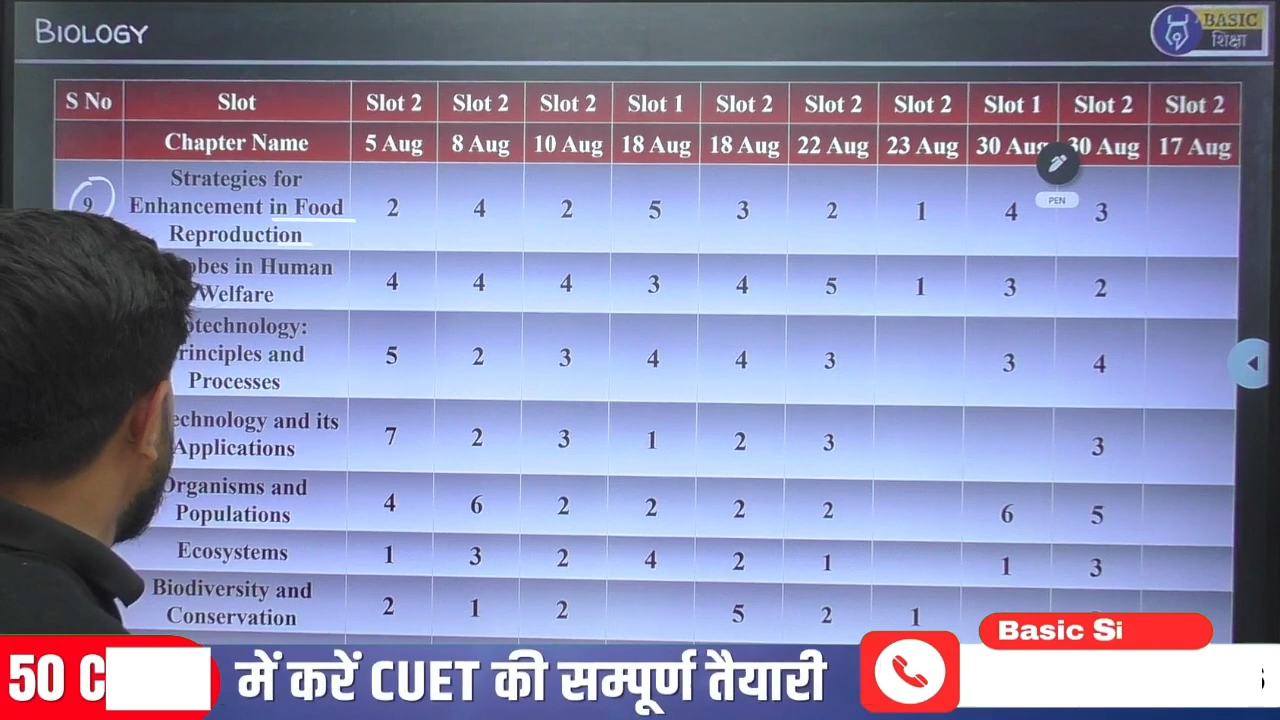 BIOLOGY
BASIC
शिक्षा
S No Slot Slot 2 Slot 2 Slot 2 Slot 1 Slot 2 Slot 2 Slot 2 Slot 1 Slot 2 Slot 2
Chapter Name 5 Aug 8 Aug 10 Aug 18 Aug 18 Aug 22 Aug 23 Aug 30 Aug 30 Aug 17 Aug
PEN
Strategies for
9 Enhancement in Food 2 4 2 5 3 2 1 4 3
Reproduction
in Human
Welfare 4 4 4 3 4 5 1 3 2
Principles and 5 2 3 4 4 3 3 4
Processes
and its
Applications 7 2 3 1 2 3 3
Organisms and
Populations 4 6 2 2 2 2 6 5
Ecosystems 1 3 2 4 2 1 1 3
Biodiversity and
Conservation 2 1 2 5 2 1
Basic Si
50 C में करें CUET की सम्पूर्ण तैयारी